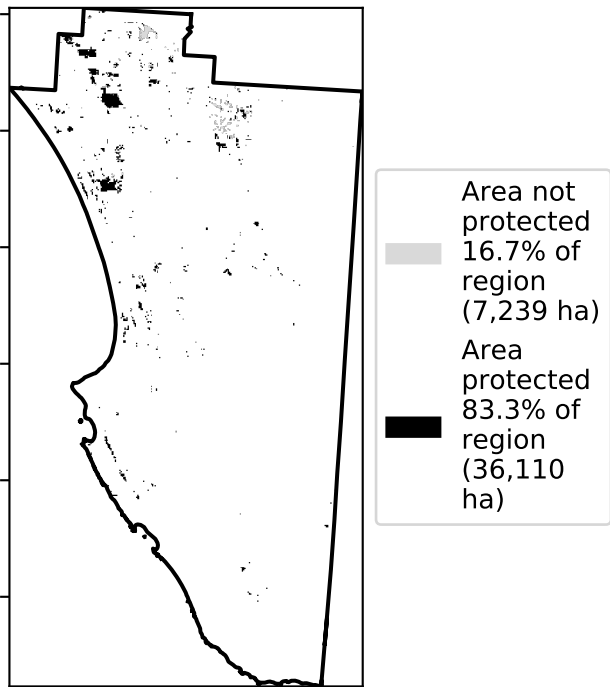 Area not
protected
16.7% of
region
(7,239 ha)
Area
protected
83.3% of
region
(36,110
ha)